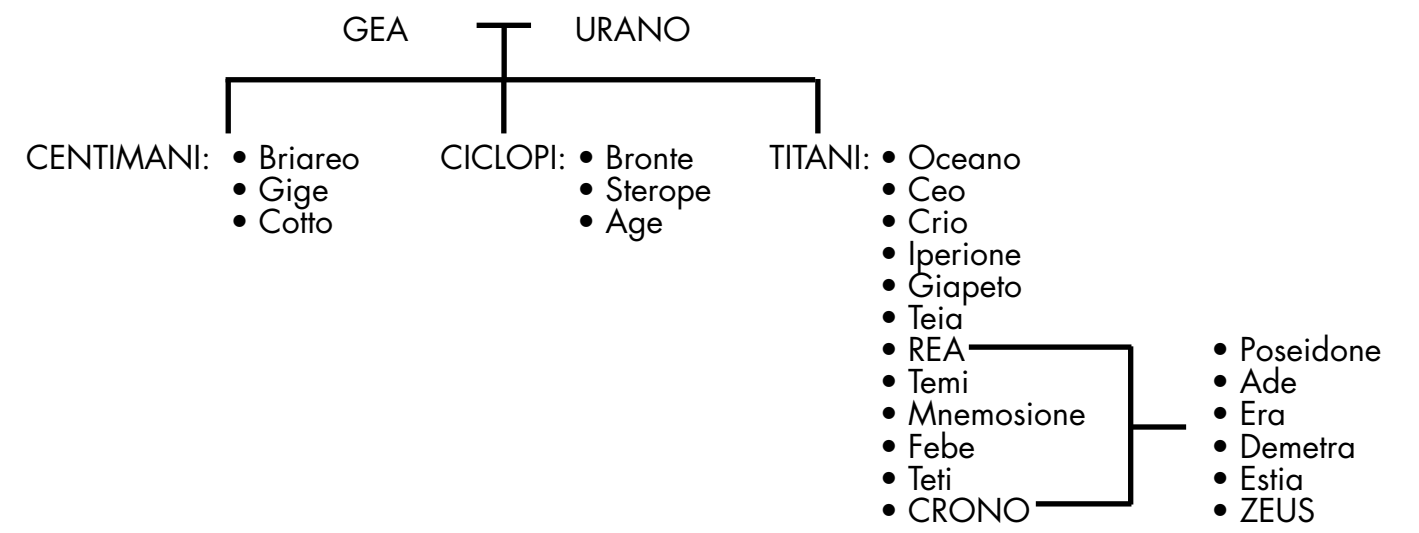 GEA URANO
CENTIMANI: • Briareo
• Gige
• Cotto
CICLOPI: • Bronte
• Sterope
• Age
TITANI: • Oceano
• Ceo
• Crio
• Iperione
• Giapeto
• Teia
• REA
• Temi
• Mnemosione
• Febe
• Teti
• CRONO
• Poseidone
• Ade
• Era
• Demetra
• Estia
• ZEUS